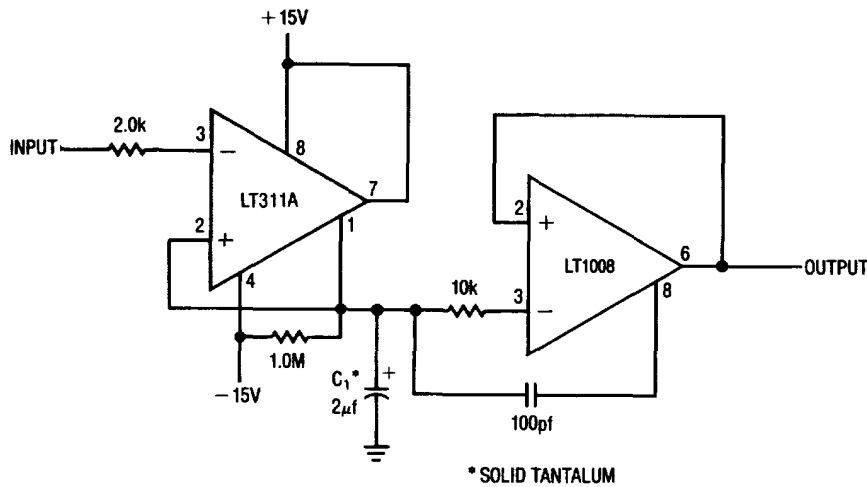 +15V
2.0k
INPUT
3
−
8
LT311A
7
2
+
1
4
1.0M
−15V
C1*
+
2µf
10k
2
+
6
LT1008
OUTPUT
3
−
8
100pf
* SOLID TANTALUM